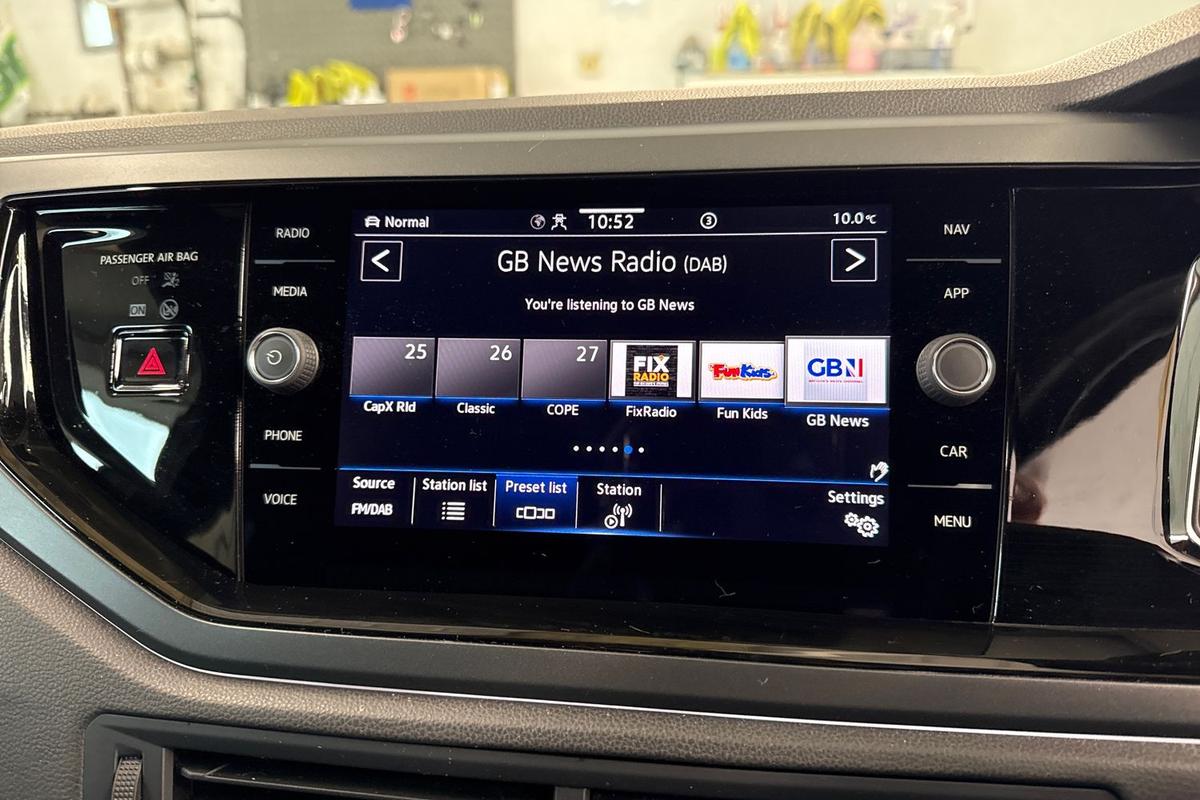 PASSENGER AIR BAG
OFF
ON
RADIO
MEDIA
PHONE
VOICE
Normal
10:52
3
10.0°C
<
GB News Radio (DAB)
>
You're listening to GB News
25
26
27
FIX
RADIO
Fun Kids
GBN
CapX Rld
Classic
COPE
FixRadio
Fun Kids
GB News
Source
FM/DAB
Station list
Preset list
Station
Settings
NAV
APP
CAR
MENU